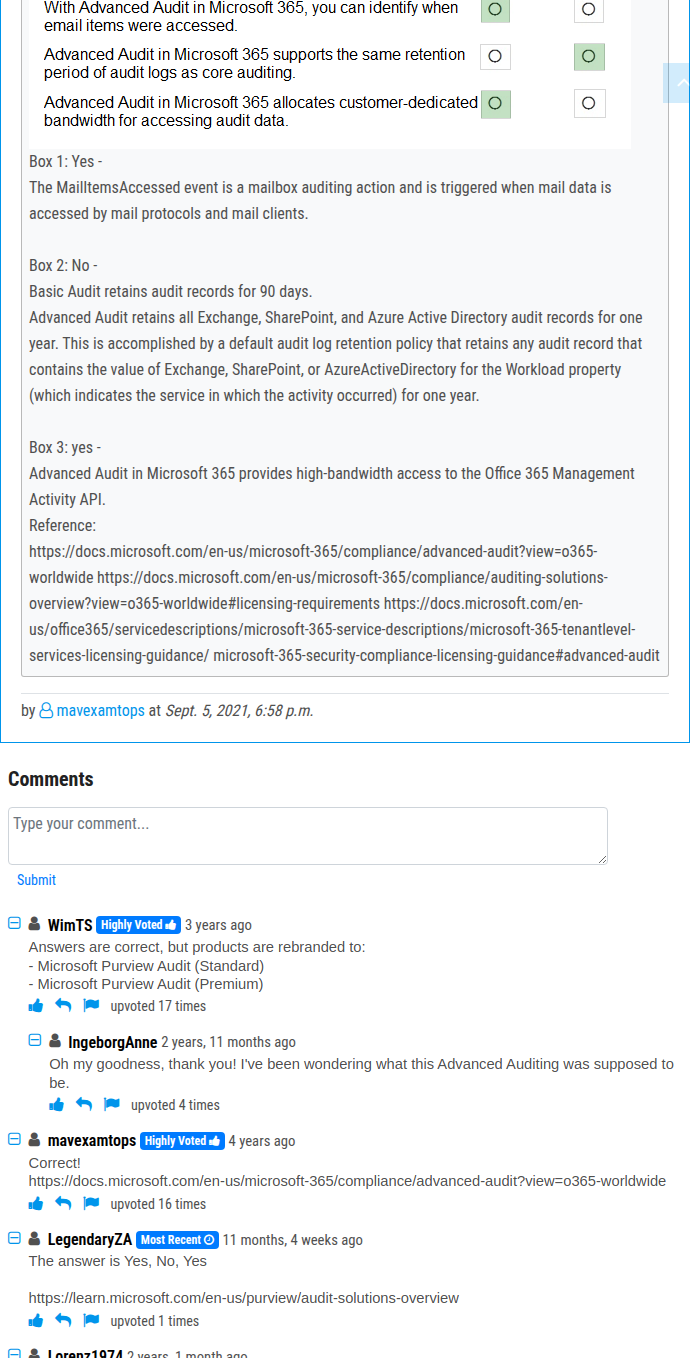 With Advanced Audit in Microsoft 365, you can identify when
email items were accessed.
Advanced Audit in Microsoft 365 supports the same retention
period of audit logs as core auditing.
Advanced Audit in Microsoft 365 allocates customer-dedicated
bandwidth for accessing audit data.
Box 1: Yes -
The MailItemsAccessed event is a mailbox auditing action and is triggered when mail data is
accessed by mail protocols and mail clients.
Box 2: No -
Basic Audit retains audit records for 90 days.
Advanced Audit retains all Exchange, SharePoint, and Azure Active Directory audit records for one
year. This is accomplished by a default audit log retention policy that retains any audit record that
contains the value of Exchange, SharePoint, or AzureActiveDirectory for the Workload property
(which indicates the service in which the activity occurred) for one year.
Box 3: yes -
Advanced Audit in Microsoft 365 provides high-bandwidth access to the Office 365 Management
Activity API.
Reference:
https://docs.microsoft.com/en-us/microsoft-365/compliance/advanced-audit?view=o365-
worldwide https://docs.microsoft.com/en-us/microsoft-365/compliance/auditing-solutions-
overview?view=o365-worldwide#licensing-requirements https://docs.microsoft.com/en-
us/office365/servicedescriptions/microsoft-365-service-descriptions/microsoft-365-tenantlevel-
services-licensing-guidance/ microsoft-365-security-compliance-licensing-guidance#advanced-audit
by mavexamtops at Sept. 5, 2021, 6:58 p.m.
Comments
Type your comment...
Submit
WimTS Highly Voted 3 years ago
Answers are correct, but products are rebranded to:
- Microsoft Purview Audit (Standard)
- Microsoft Purview Audit (Premium)
upvoted 17 times
IngeborgAnne 2 years, 11 months ago
Oh my goodness, thank you! I've been wondering what this Advanced Auditing was supposed to
be.
upvoted 4 times
mavexamtops Highly Voted 4 years ago
Correct!
https://docs.microsoft.com/en-us/microsoft-365/compliance/advanced-audit?view=o365-worldwide
upvoted 16 times
LegendaryZA Most Recent 11 months, 4 weeks ago
The answer is Yes, No, Yes
https://learn.microsoft.com/en-us/purview/audit-solutions-overview
upvoted 1 times
Lorenz1974 2 years, 1 month ago